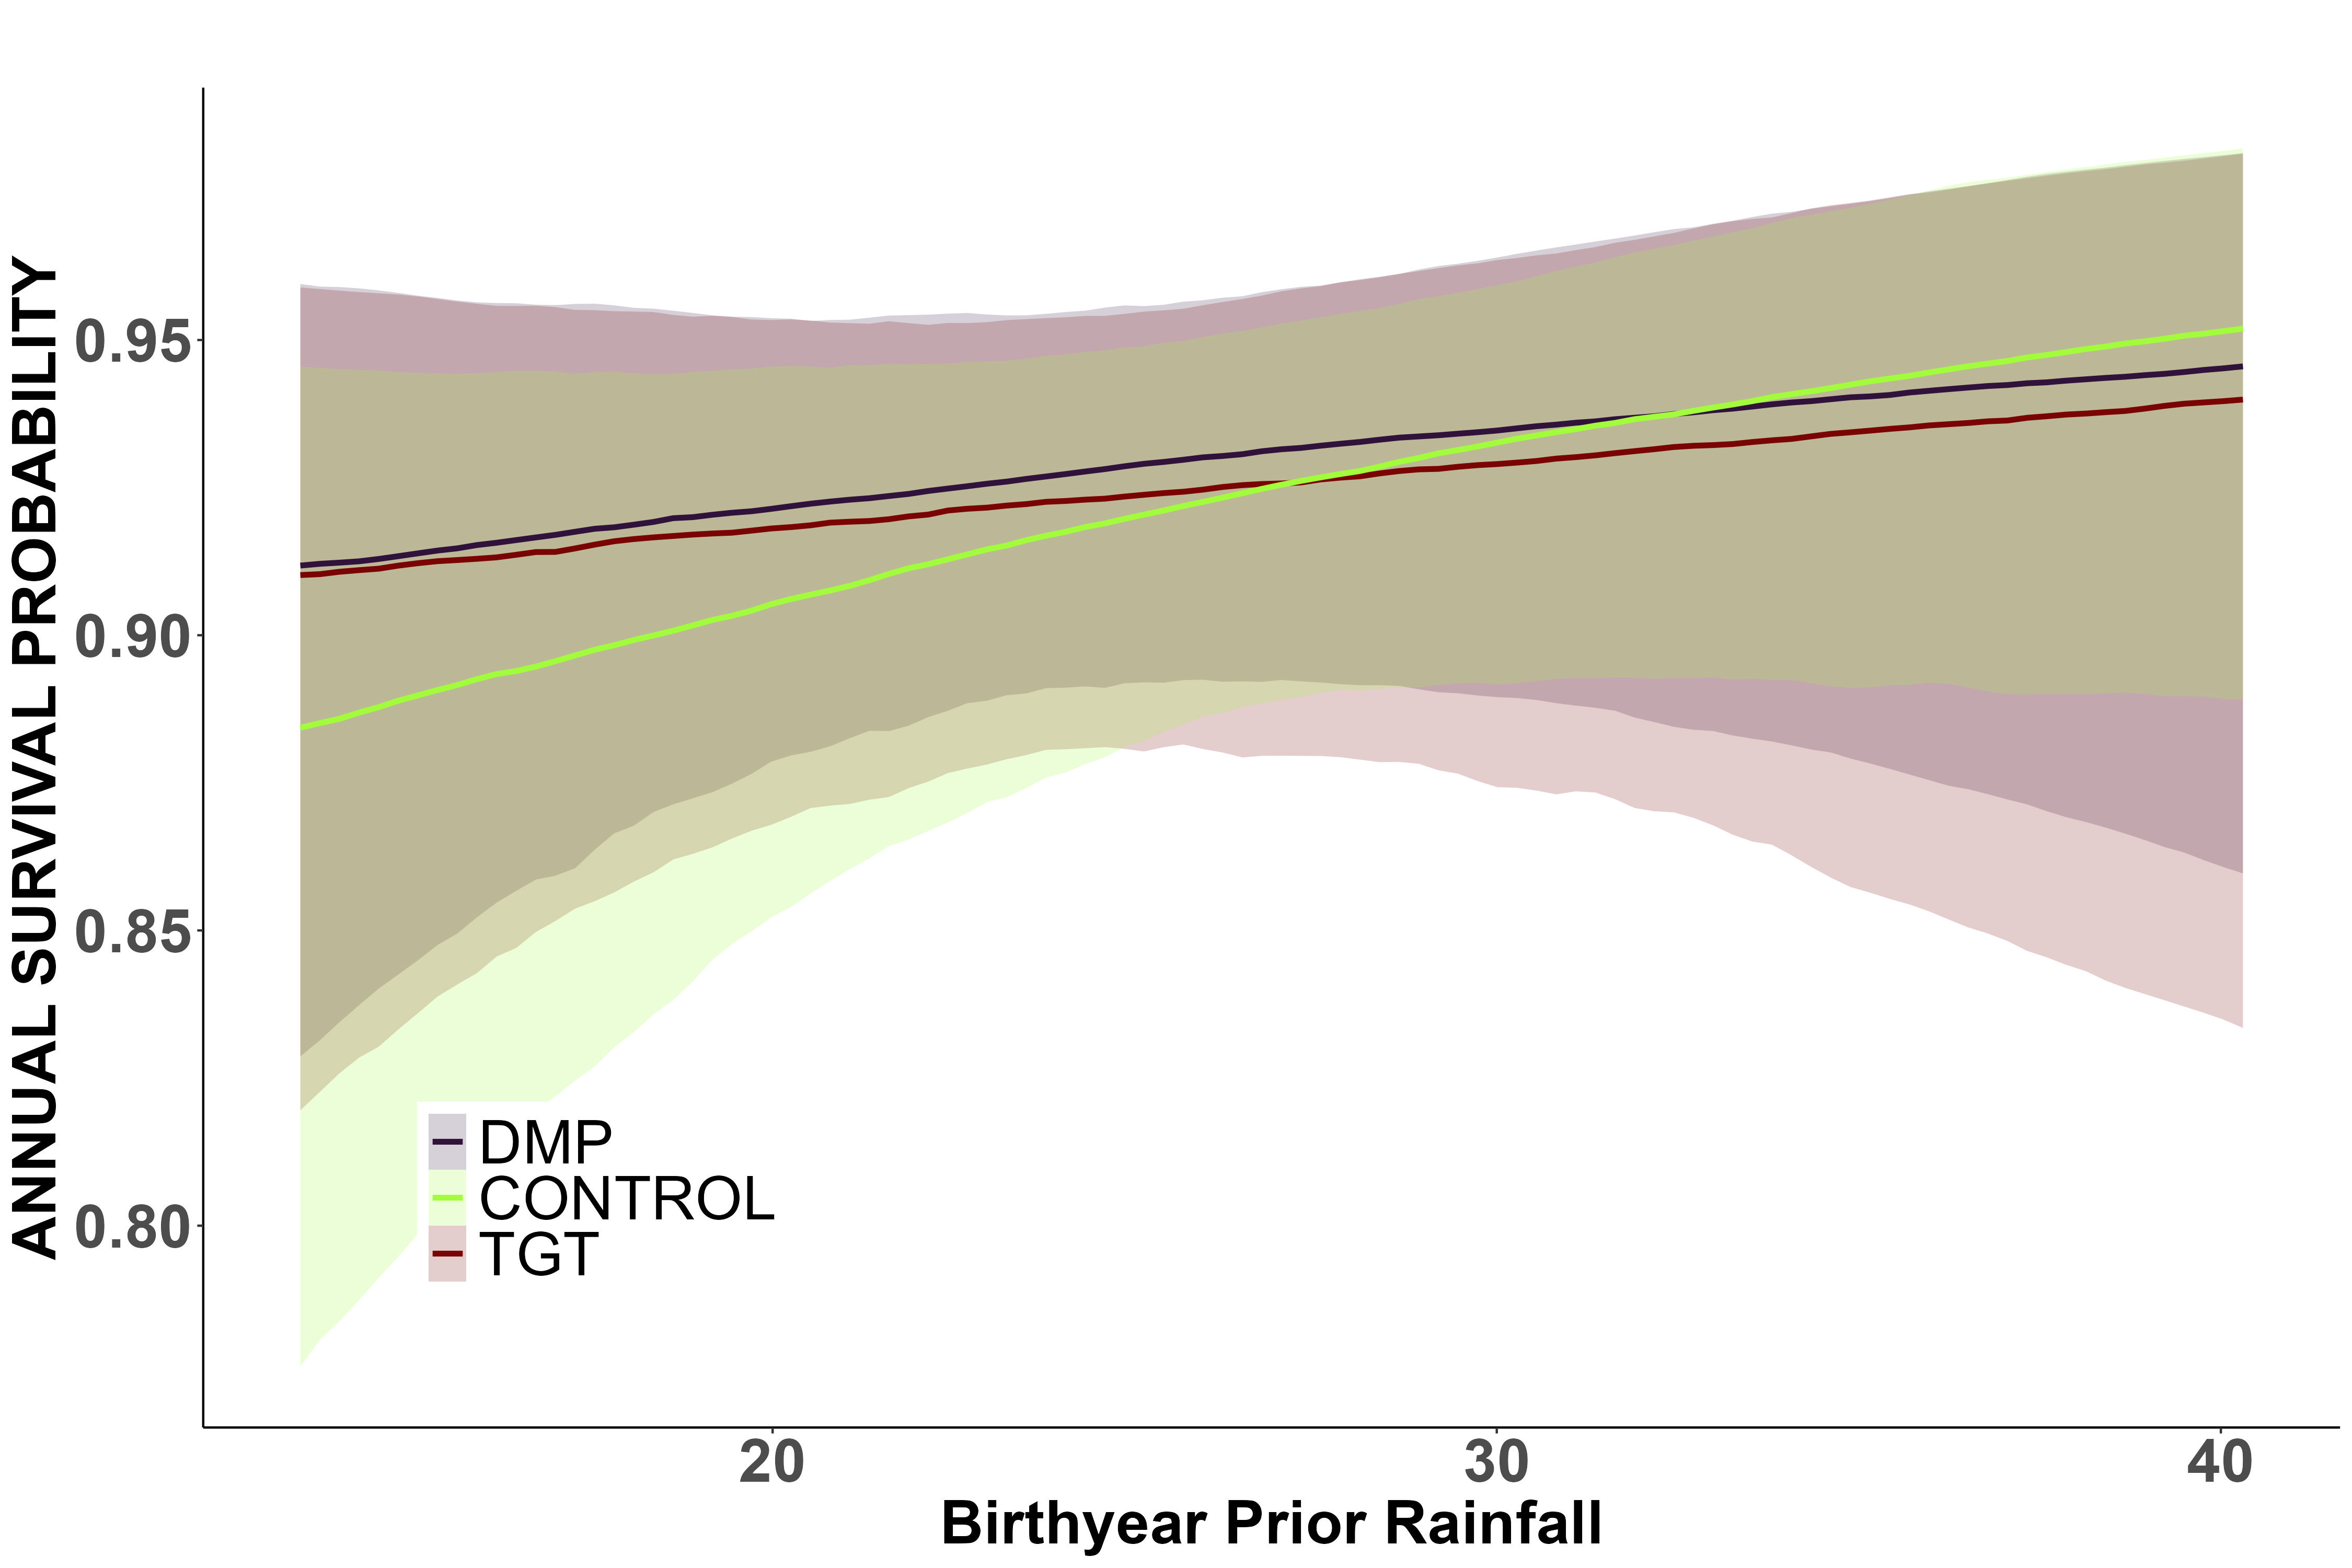 ANNUAL SURVIVAL PROBABILITY
0.95
0.90
0.85
0.80
DMP
CONTROL
TGT
20 30 40
Birthyear Prior Rainfall